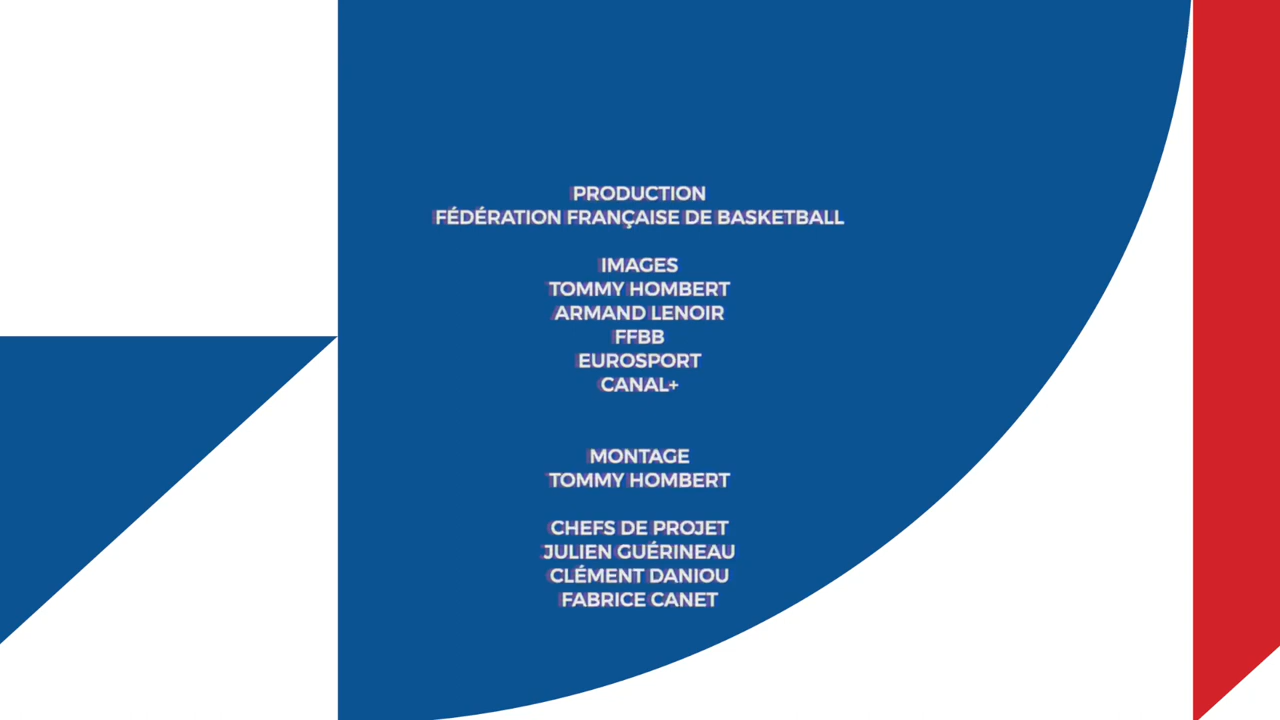 PRODUCTION
FÉDÉRATION FRANÇAISE DE BASKETBALL
IMAGES
TOMMY HOMBERT
ARMAND LENOIR
FFBB
EUROSPORT
CANAL+
MONTAGE
TOMMY HOMBERT
CHEFS DE PROJET
JULIEN GUÉRINEAU
CLÉMENT DANIOU
FABRICE CANET